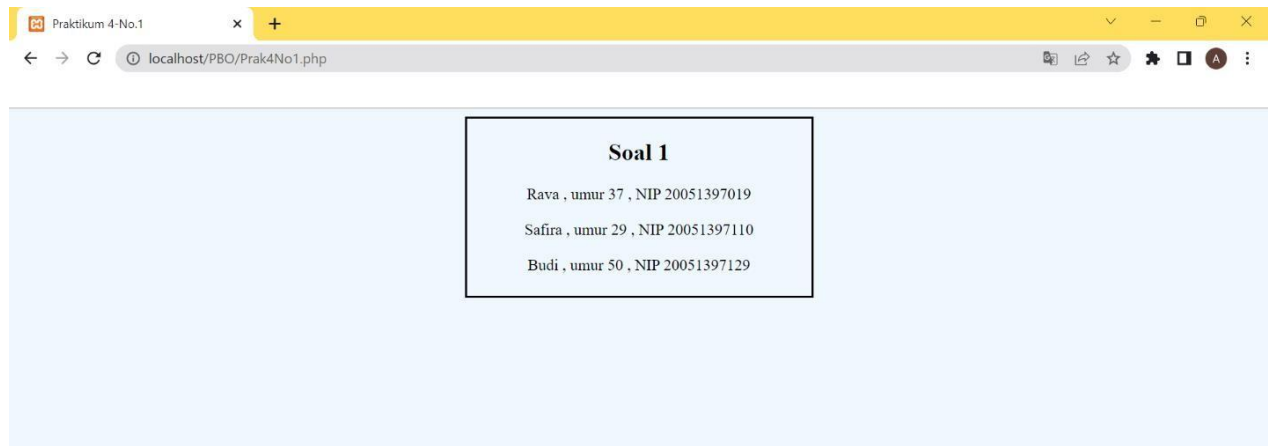 Praktikum 4-No.1
localhost/PBO/Prak4No1.php
A
Soal 1
Rava , umur 37 , NIP 20051397019
Safira , umur 29 , NIP 20051397110
Budi , umur 50 , NIP 20051397129